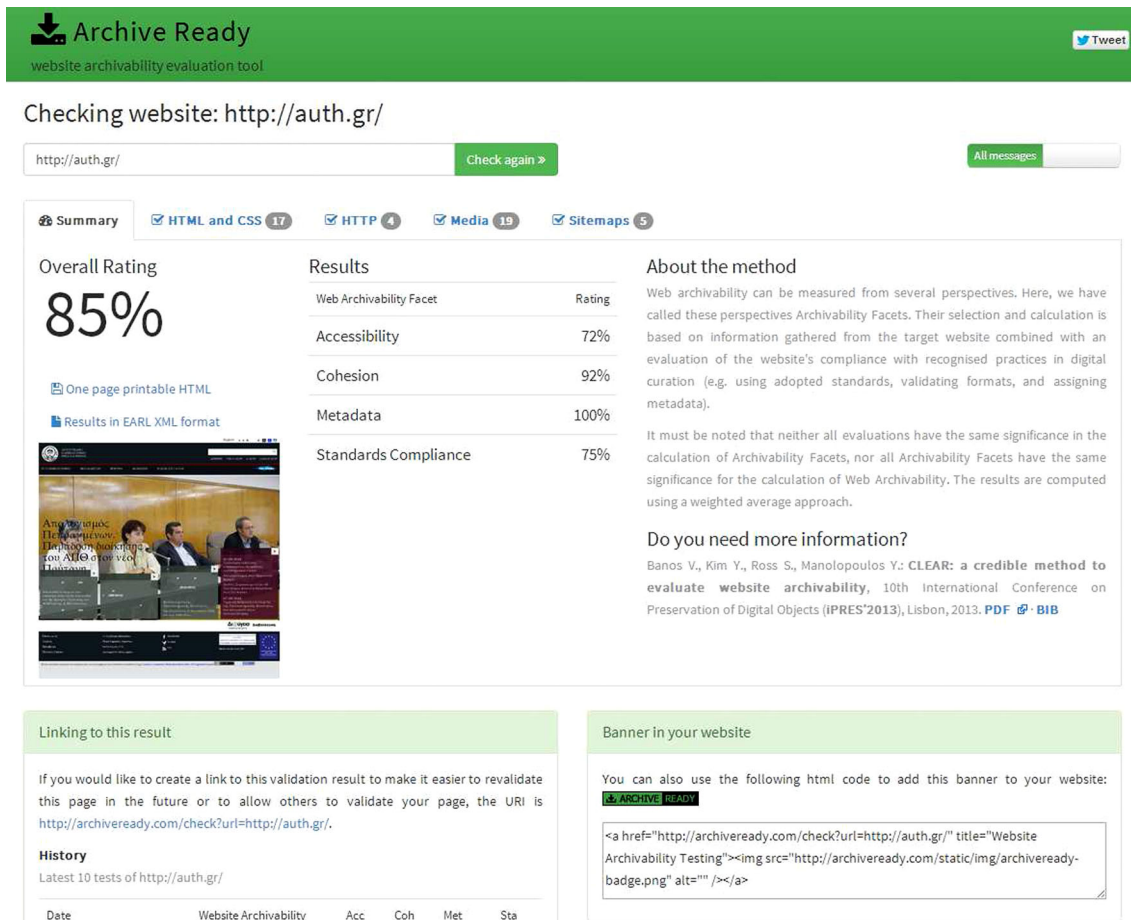 Archive Ready
website archivability evaluation tool
Tweet
Checking website: http://auth.gr/
http://auth.gr/
Check again »
All messages
Summary
HTML and CSS 17
HTTP 4
Media 19
Sitemaps 5
Overall Rating
85%
One page printable HTML
Results in EARL XML format
Απολογισμός
Πεπραγμένων.
Παράδοση διοίκησης
του ΑΠΘ στον νέο
Results
Web Archivability Facet Rating
Accessibility 72%
Cohesion 92%
Metadata 100%
Standards Compliance 75%
About the method
Web archivability can be measured from several perspectives. Here, we have
called these perspectives Archivability Facets. Their selection and calculation is
based on information gathered from the target website combined with an
evaluation of the website's compliance with recognised practices in digital
curation (e.g. using adopted standards, validating formats, and assigning
metadata).
It must be noted that neither all evaluations have the same significance in the
calculation of Archivability Facets, nor all Archivability Facets have the same
significance for the calculation of Web Archivability. The results are computed
using a weighted average approach.
Do you need more information?
Banos V., Kim Y., Ross S., Manolopoulos Y.: CLEAR: a credible method to
evaluate website archivability, 10th International Conference on
Preservation of Digital Objects (iPRES'2013), Lisbon, 2013. PDF · BIB
Linking to this result
If you would like to create a link to this validation result to make it easier to revalidate
this page in the future or to allow others to validate your page, the URI is
http://archiveready.com/check?url=http://auth.gr/.
History
Latest 10 tests of http://auth.gr/
Date Website Archivability Acc Coh Met Sta
Banner in your website
You can also use the following html code to add this banner to your website:
ARCHIVE READY
<a href="http://archiveready.com/check?url=http://auth.gr/" title="Website
Archivability Testing"><img src="http://archiveready.com/static/img/archiveready-
badge.png" alt="" /></a>